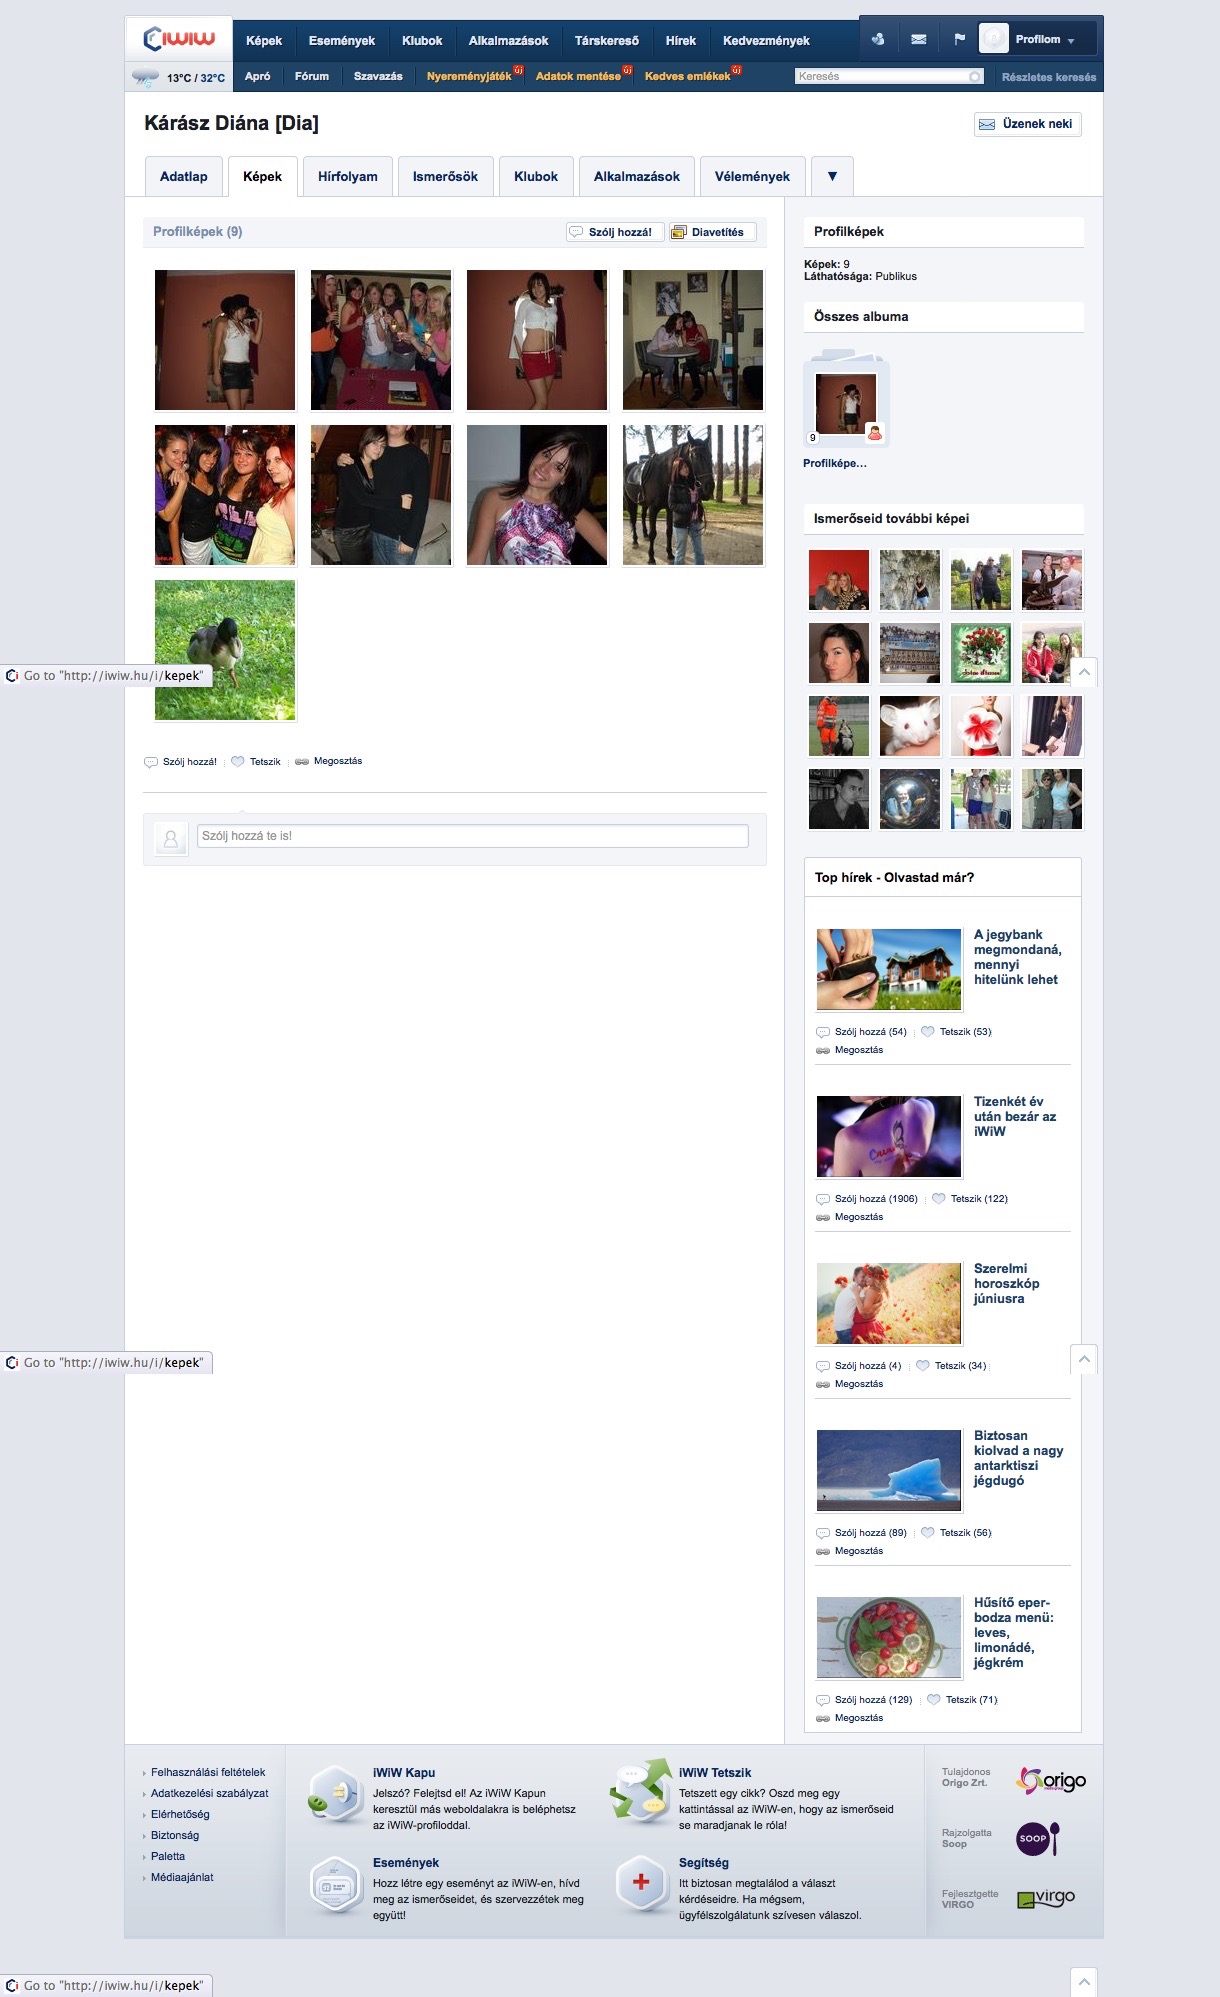 iWiW
Képek
Események
Klubok
Alkalmazások
Társkereső
Hírek
Kedvezmények
Profilom
13°C / 32°C
Apró
Fórum
Szavazás
Nyereményjáték új
Adatok mentése új
Kedves emlékek új
Keresés
Részletes keresés
Kárász Diána [Dia]
Üzenek neki
Adatlap
Képek
Hírfolyam
Ismerősök
Klubok
Alkalmazások
Vélemények
Profilképek (9)
Szólj hozzá!
Diavetítés
Szólj hozzá!
Tetszik
Megosztás
Szólj hozzá te is!
Profilképek
Képek: 9
Láthatósága: Publikus
Összes albuma
9
Profilképe...
Ismerőseid további képei
Go to "http://iwiw.hu/i/kepek"
Top hírek - Olvastad már?
A jegybank
megmondaná,
mennyi
hitelünk lehet
Szólj hozzá (54)
Tetszik (53)
Megosztás
Tizenkét év
után bezár az
iWiW
Szólj hozzá (1906)
Tetszik (122)
Megosztás
Szerelmi
horoszkóp
júniusra
Szólj hozzá (4)
Tetszik (34)
Megosztás
Go to "http://iwiw.hu/i/kepek"
Biztosan
kiolvad a nagy
antarktiszi
jégdugó
Szólj hozzá (89)
Tetszik (56)
Megosztás
Hűsítő eper-
bodza menü:
leves,
limonádé,
jégkrém
Szólj hozzá (129)
Tetszik (71)
Megosztás
Felhasználási feltételek
Adatkezelési szabályzat
Elérhetőség
Biztonság
Paletta
Médiaajánlat
iWiW Kapu
Jelszó? Felejtsd el! Az iWiW Kapun
keresztül más weboldalakra is beléphetsz
az iWiW-profiloddal.
iWiW Tetszik
Tetszett egy cikk? Oszd meg egy
kattintással az iWiW-en, hogy az ismerőseid
se maradjanak le róla!
Események
Hozz létre egy eseményt az iWiW-en, hívd
meg az ismerőseidet, és szervezzétek meg
együtt!
Segítség
Itt biztosan megtalálod a választ
kérdéseidre. Ha mégsem,
ügyfélszolgálatunk szívesen válaszol.
Tulajdonos
Origo Zrt.
origo
Rajzolgatta
Soop
SOOP
Fejlesztgette
VIRGO
virgo
Go to "http://iwiw.hu/i/kepek"